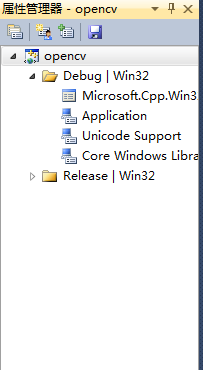 属性管理器 - opencv
opencv
Debug | Win32
Microsoft.Cpp.Win3
Application
Unicode Support
Core Windows Libra
Release | Win32